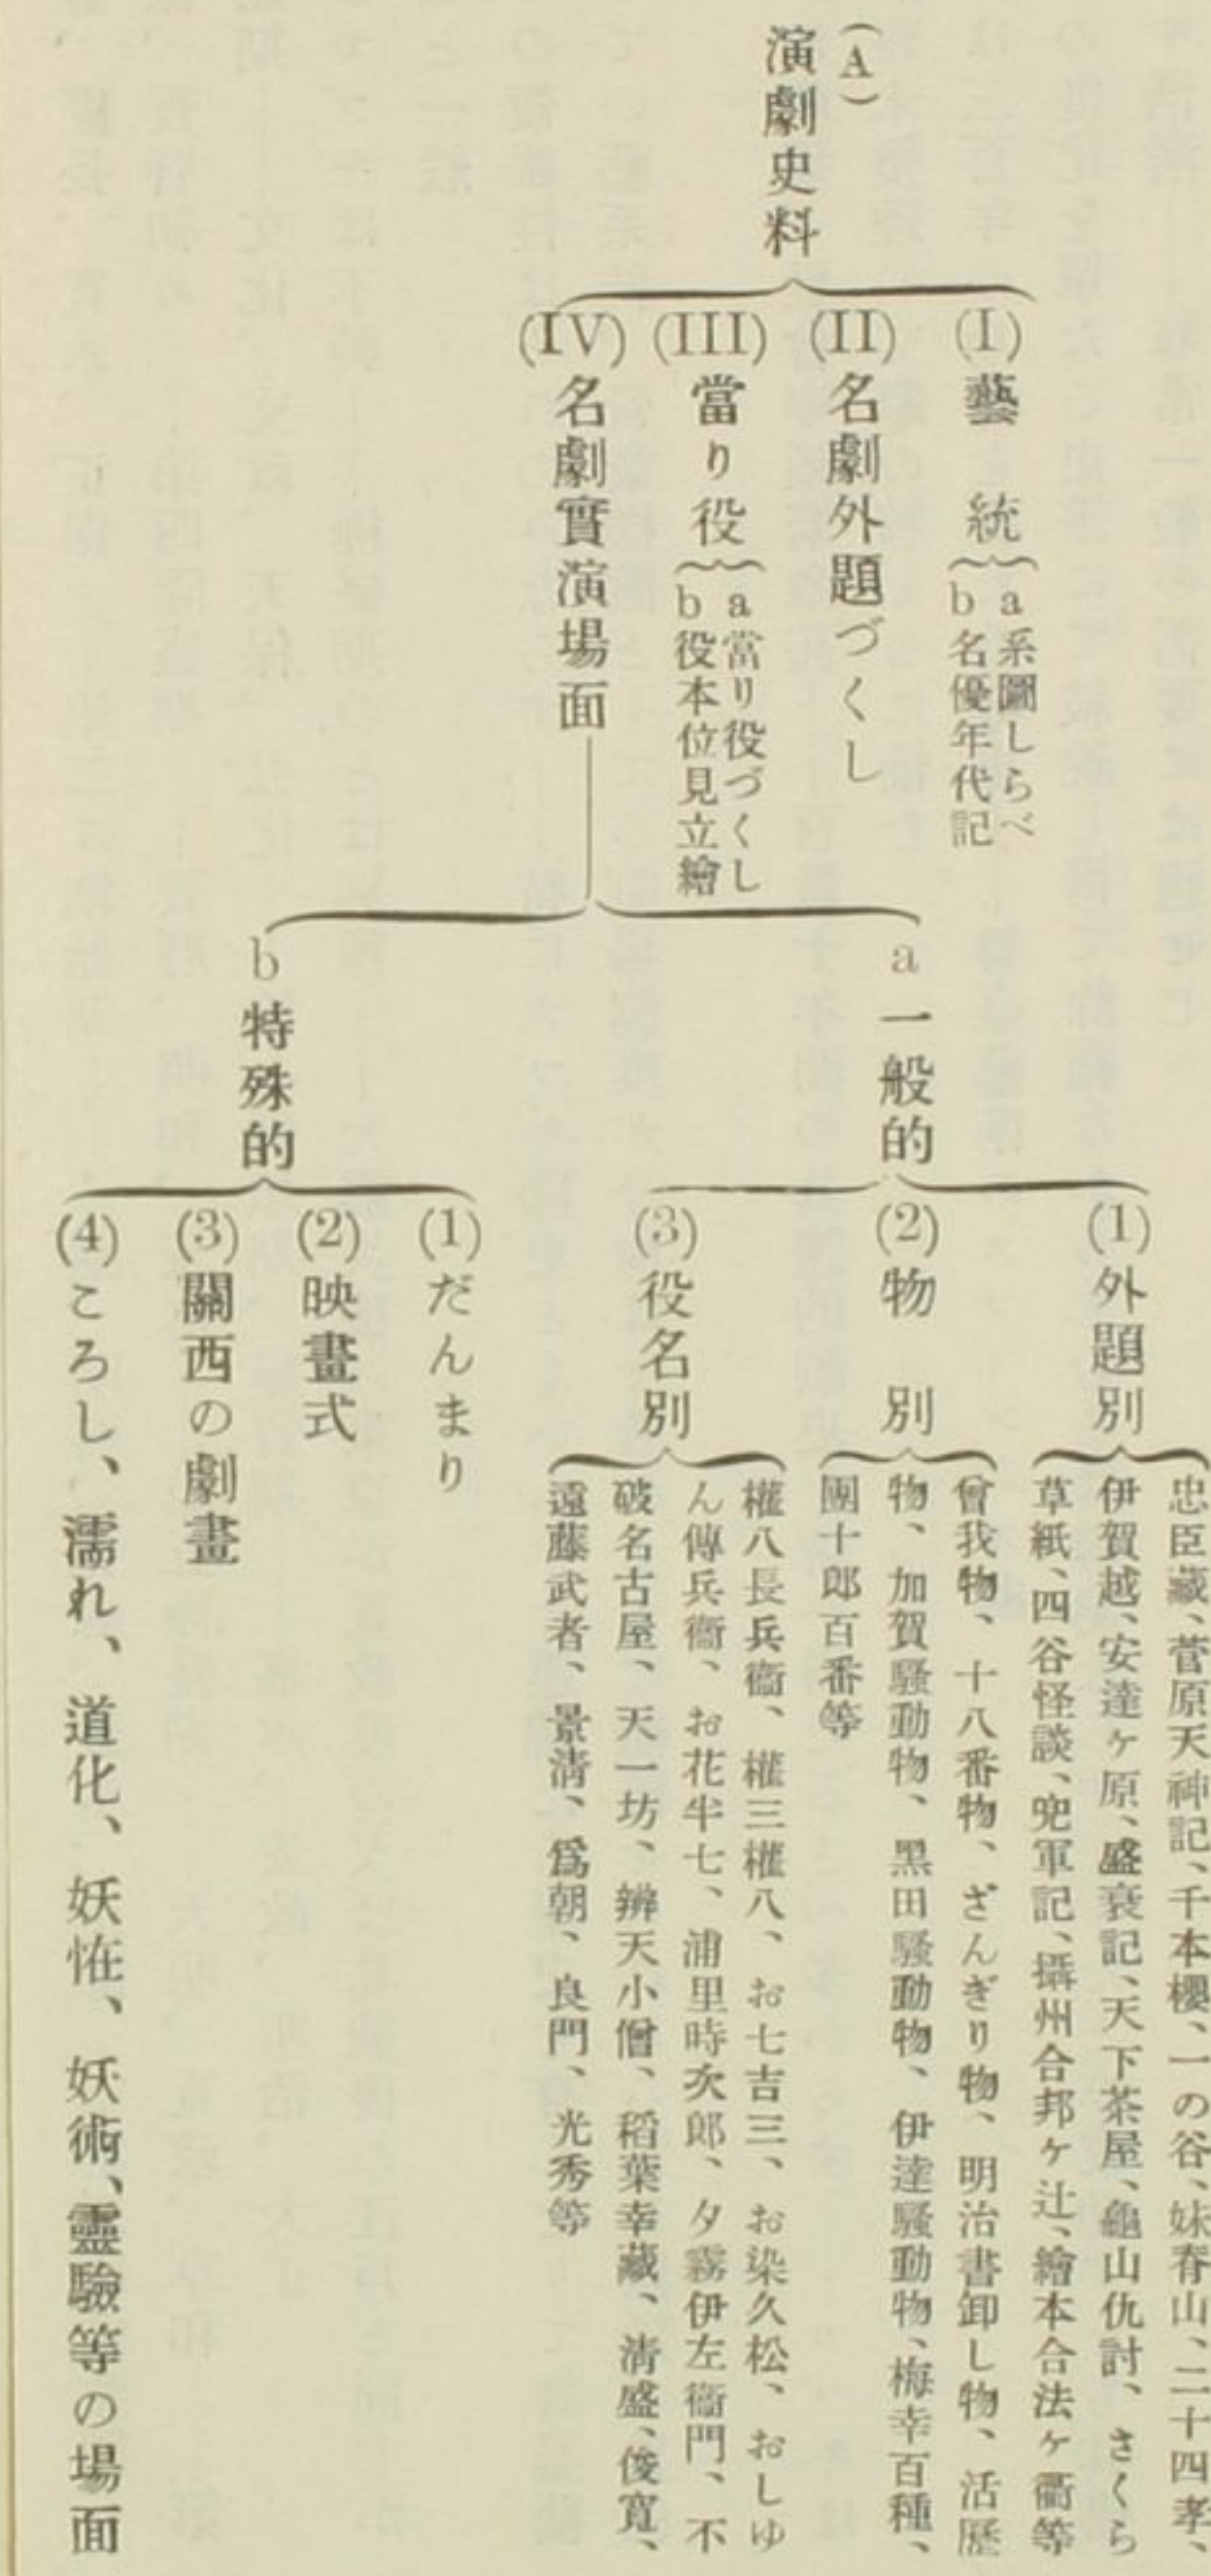 (A)
演劇史料
(I) 藝統
a 系圖しらべ
b 名優年代記
(II) 名劇外題づくし
(III) 當り役
a 當り役づくし
b 役本位見立繪
(IV) 名劇實演場面
a 一般的
(1) 外題別
忠臣藏、菅原天神記、千本櫻、一の谷、妹脊山、二十四孝、
伊賀越、安達ヶ原、盛衰記、天下茶屋、龜山仇討、さくら
草紙、四谷怪談、兜軍記、攝州合邦ヶ辻、繪本合法ヶ衢等
(2) 物別
曾我物、十八番物、ざんぎり物、明治書卸し物、活歷
物、加賀騷動物、黑田騷動物、伊達騷動物、梅幸百種、
團十郎百番等
(3) 役名別
權八長兵衞、權三權八、お七吉三、お染久松、おしゆ
ん傳兵衞、お花半七、浦里時次郎、夕霧伊左衞門、不
破名古屋、天一坊、辨天小僧、稻葉幸藏、淸盛、俊寬、
遠藤武者、景淸、爲朝、良門、光秀等
b 特殊的
(1) だんまり
(2) 映畫式
(3) 關西の劇畫
(4) ころし、濡れ、道化、妖怪、妖術、靈驗等の場面